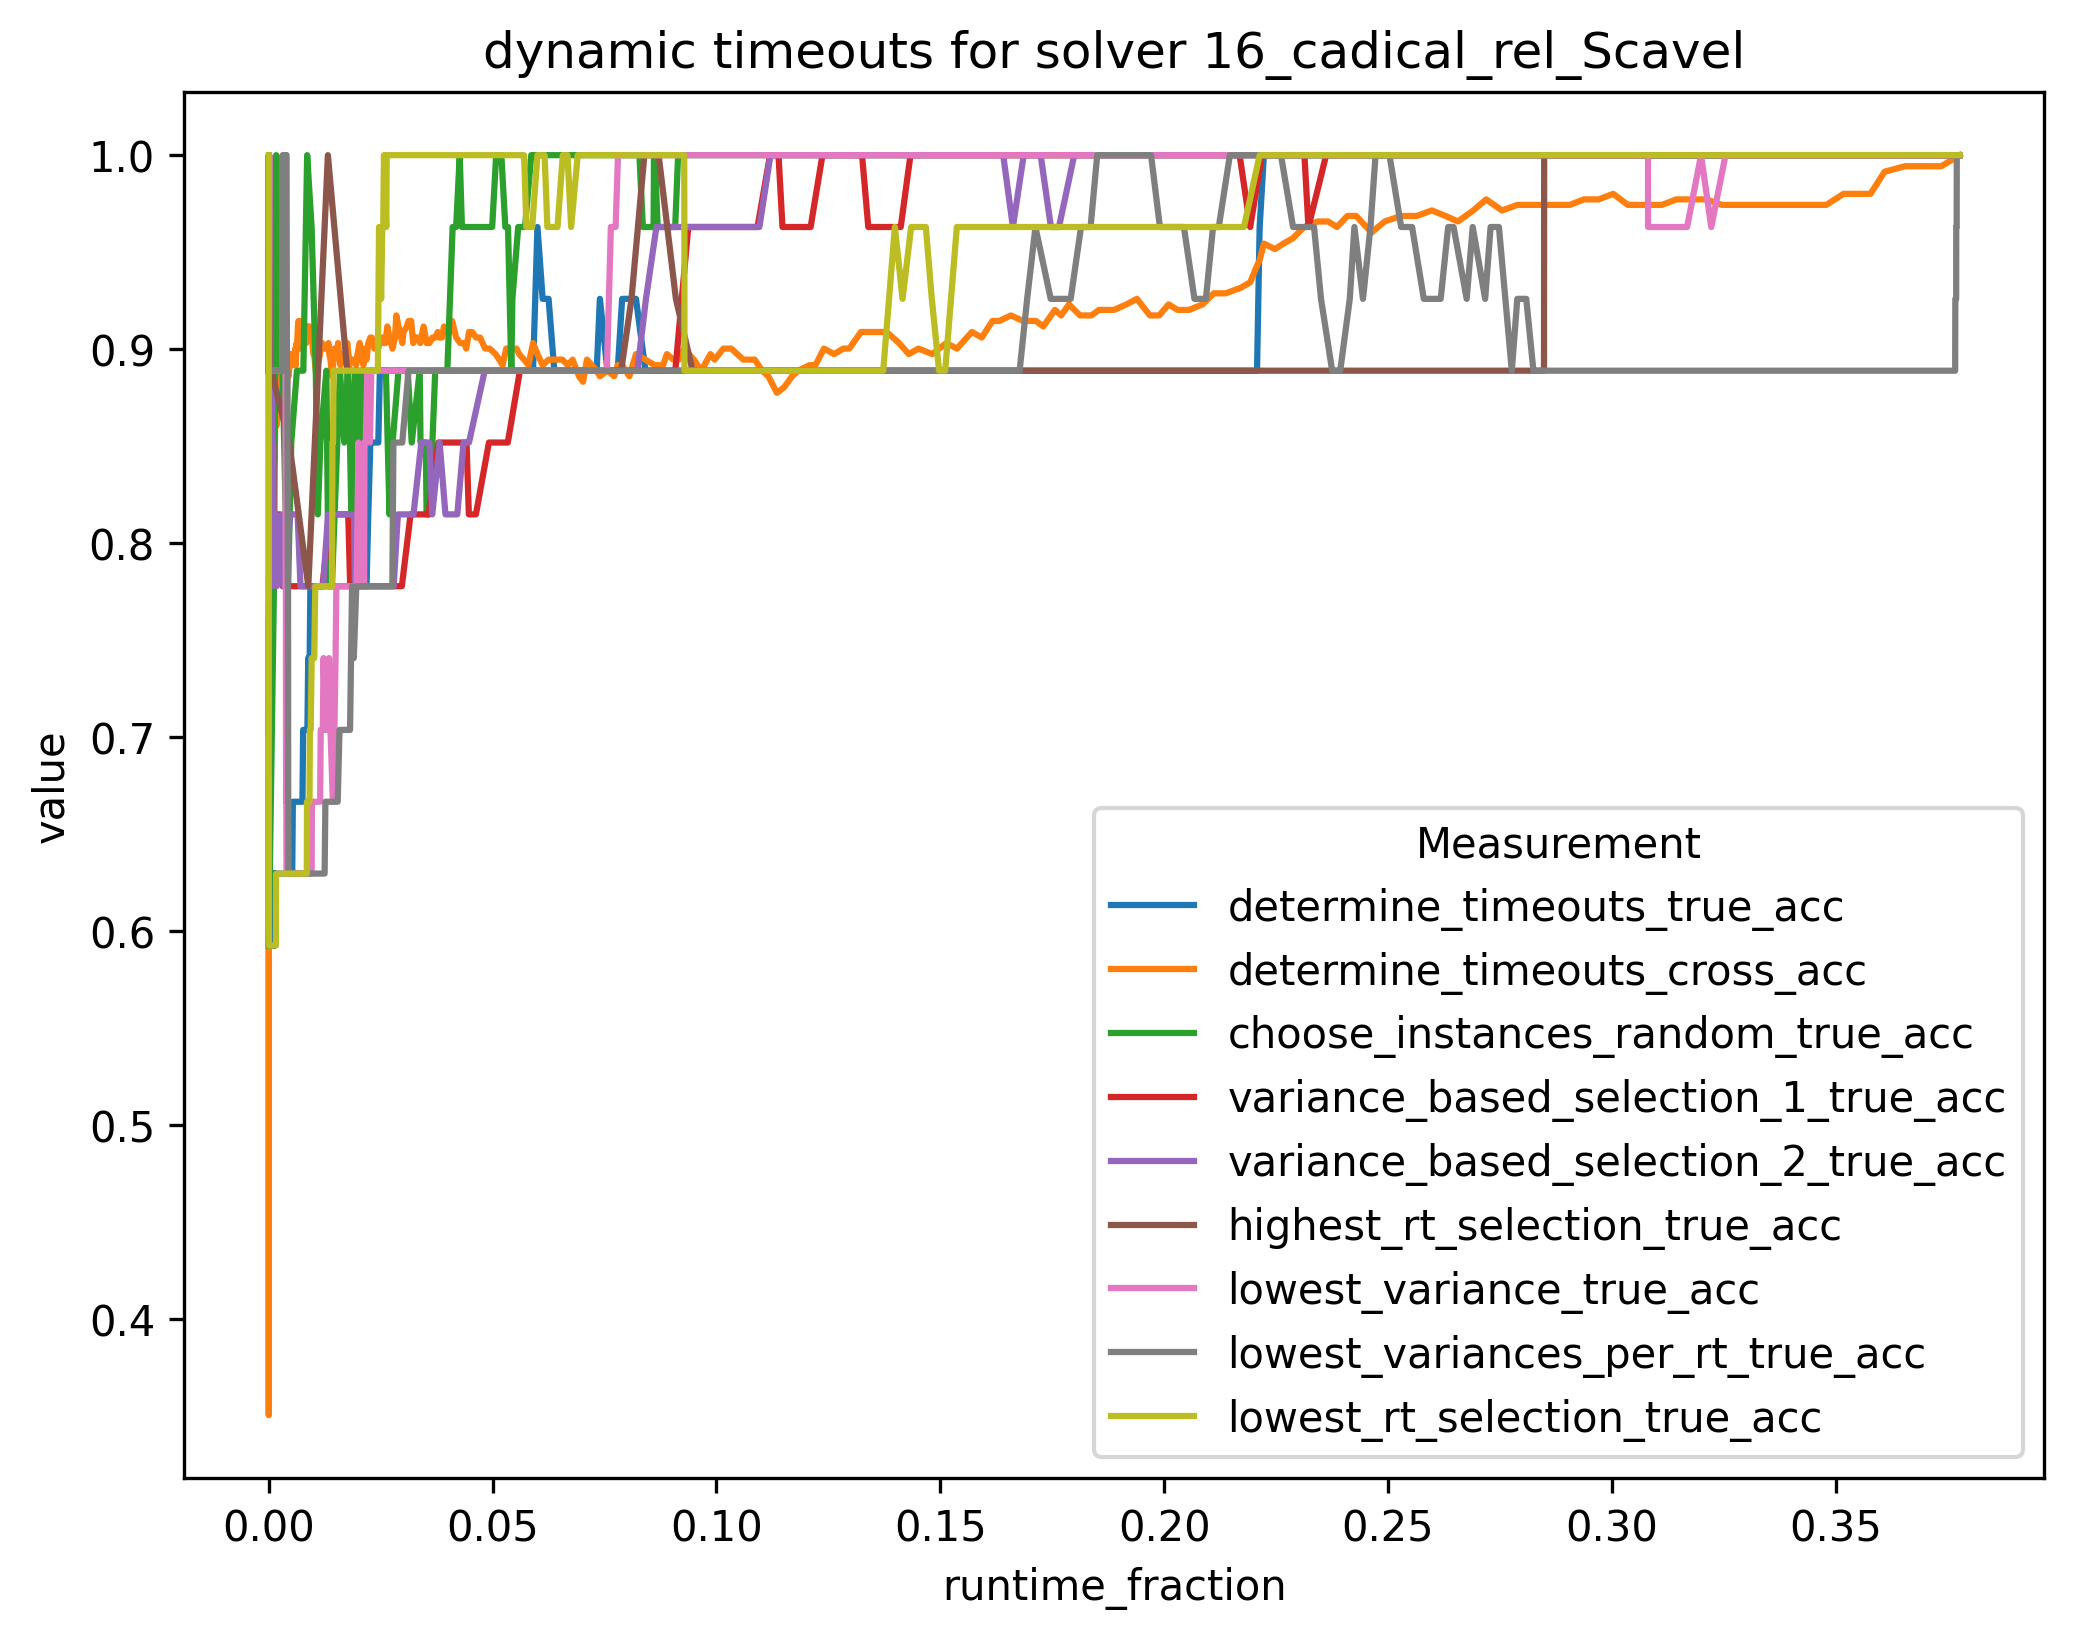 dynamic timeouts for solver 16_cadical_rel_Scavel
1.0
0.9
0.8
0.7
0.6
0.5
0.4
value
0.00 0.05 0.10 0.15 0.20 0.25 0.30 0.35
runtime_fraction
Measurement
determine_timeouts_true_acc
determine_timeouts_cross_acc
choose_instances_random_true_acc
variance_based_selection_1_true_acc
variance_based_selection_2_true_acc
highest_rt_selection_true_acc
lowest_variance_true_acc
lowest_variances_per_rt_true_acc
lowest_rt_selection_true_acc